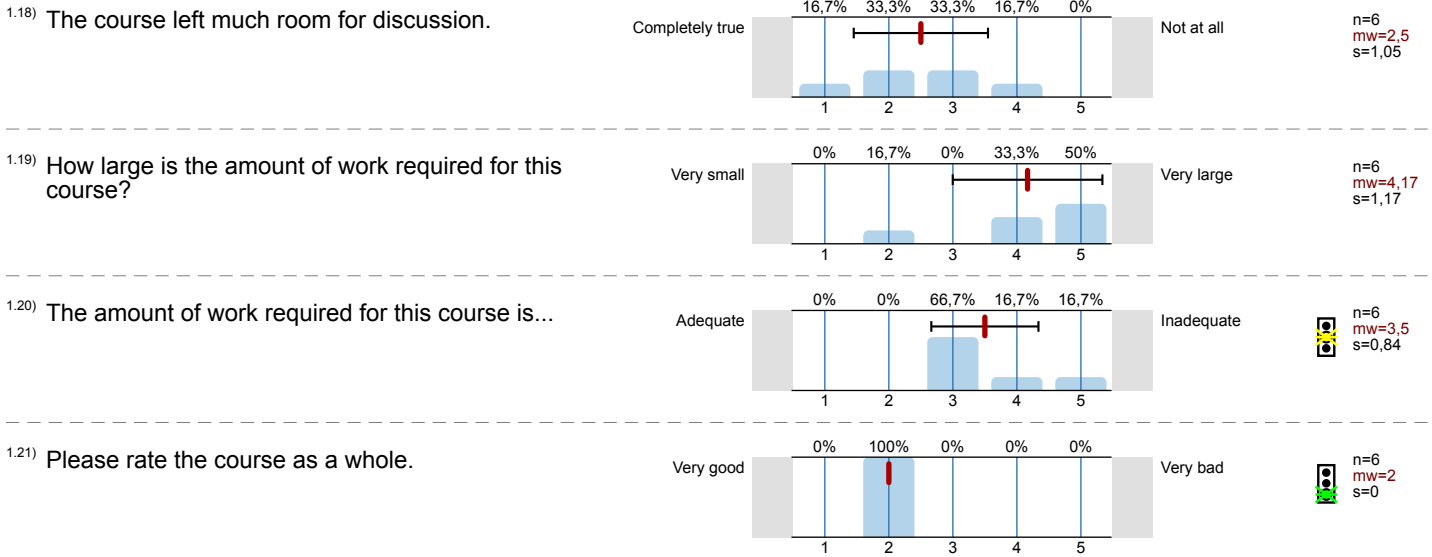 1.18) The course left much room for discussion.
16,7% 33,3% 33,3% 16,7% 0%
Completely true
Not at all
n=6
mw=2,5
s=1,05
1 2 3 4 5
1.19) How large is the amount of work required for this
course?
0% 16,7% 0% 33,3% 50%
Very small
Very large
n=6
mw=4,17
s=1,17
1 2 3 4 5
1.20) The amount of work required for this course is...
0% 0% 66,7% 16,7% 16,7%
Adequate
Inadequate
n=6
mw=3,5
s=0,84
1 2 3 4 5
1.21) Please rate the course as a whole.
0% 100% 0% 0% 0%
Very good
Very bad
n=6
mw=2
s=0
1 2 3 4 5